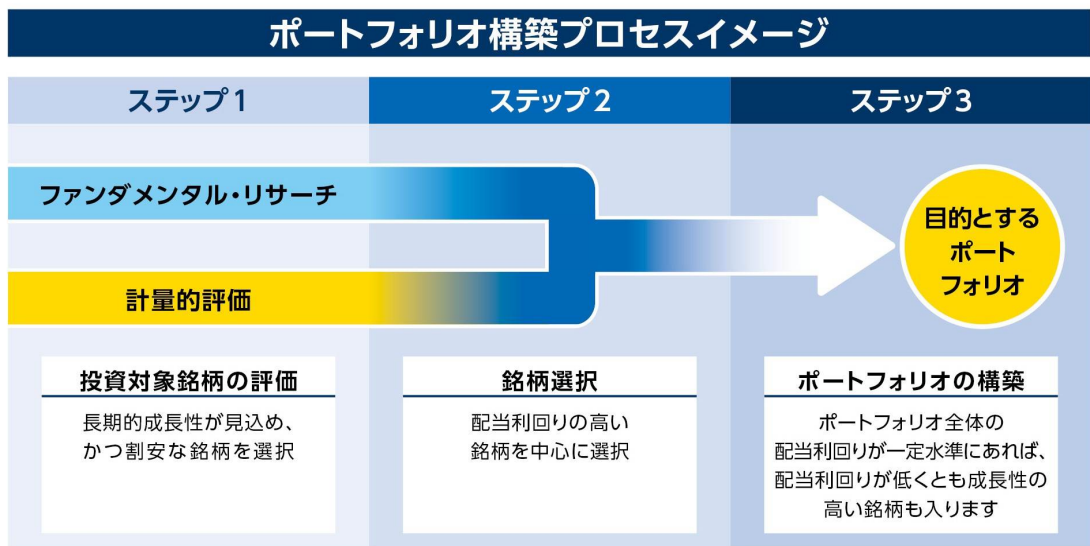 ポートフォリオ構築プロセスイメージ
ステップ1
ステップ2
ステップ3
ファンダメンタル・リサーチ
計量的評価
目的とする
ポート
フォリオ
投資対象銘柄の評価
長期的成長性が見込め、
かつ割安な銘柄を選択
銘柄選択
配当利回りの高い
銘柄を中心に選択
ポートフォリオの構築
ポートフォリオ全体の
配当利回りが一定水準にあれば、
配当利回りが低くとも成長性の
高い銘柄も入ります